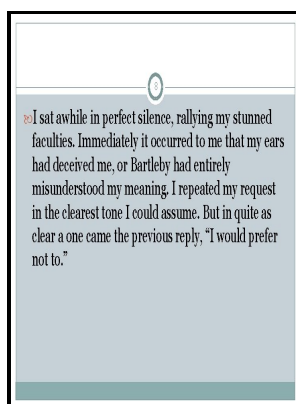 8
I sat awhile in perfect silence, rallying my stunned
faculties. Immediately it occurred to me that my ears
had deceived me, or Bartleby had entirely
misunderstood my meaning. I repeated my request
in the clearest tone I could assume. But in quite as
clear a one came the previous reply, “I would prefer
not to.”